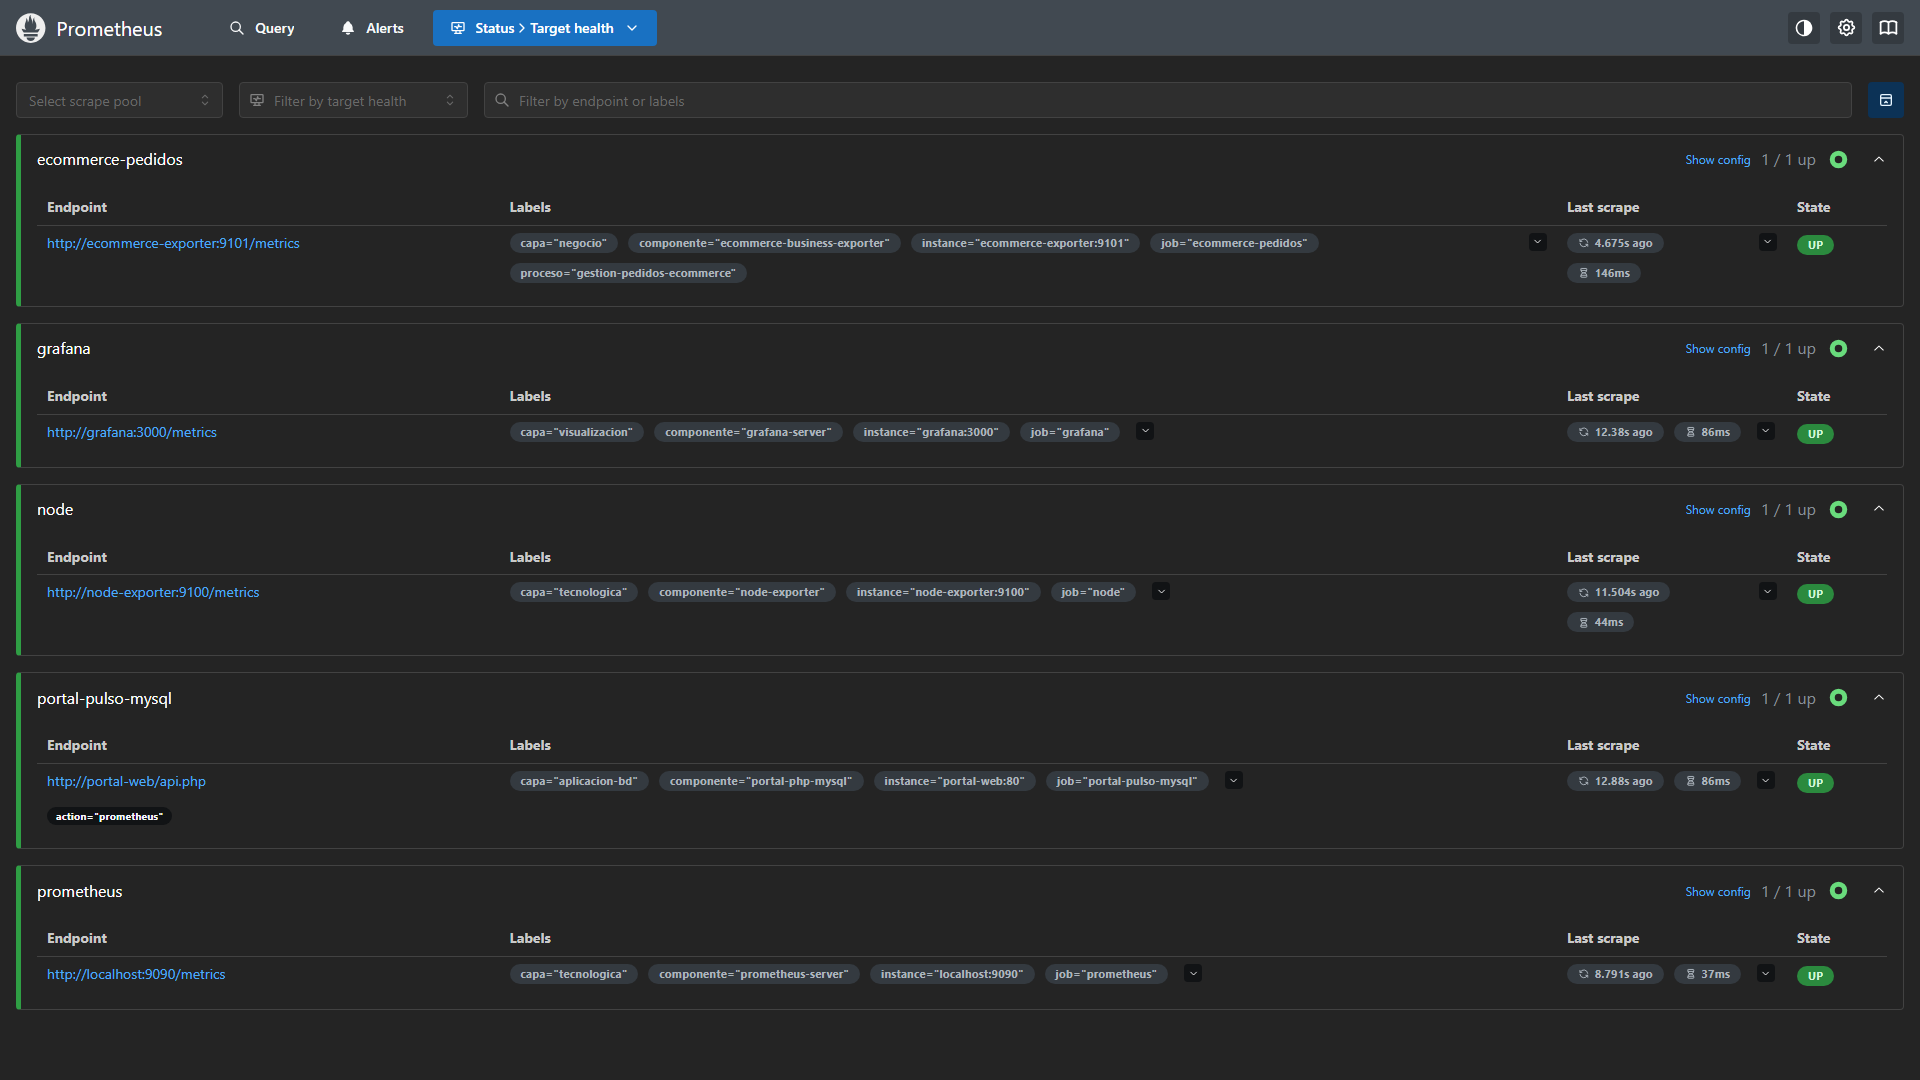 Prometheus Query Alerts Status > Target health
Select scrape pool Filter by target health Filter by endpoint or labels
ecommerce-pedidos Show config 1 / 1 up
Endpoint Labels Last scrape State
http://ecommerce-exporter:9101/metrics capa="negocio" componente="ecommerce-business-exporter" instance="ecommerce-exporter:9101" job="ecommerce-pedidos" 4.675s ago UP
proceso="gestion-pedidos-ecommerce" 146ms
grafana Show config 1 / 1 up
Endpoint Labels Last scrape State
http://grafana:3000/metrics capa="visualizacion" componente="grafana-server" instance="grafana:3000" job="grafana" 12.38s ago 86ms UP
node Show config 1 / 1 up
Endpoint Labels Last scrape State
http://node-exporter:9100/metrics capa="tecnologica" componente="node-exporter" instance="node-exporter:9100" job="node" 11.504s ago UP
44ms
portal-pulso-mysql Show config 1 / 1 up
Endpoint Labels Last scrape State
http://portal-web/api.php capa="aplicacion-bd" componente="portal-php-mysql" instance="portal-web:80" job="portal-pulso-mysql" 12.88s ago 86ms UP
action="prometheus"
prometheus Show config 1 / 1 up
Endpoint Labels Last scrape State
http://localhost:9090/metrics capa="tecnologica" componente="prometheus-server" instance="localhost:9090" job="prometheus" 8.791s ago 37ms UP